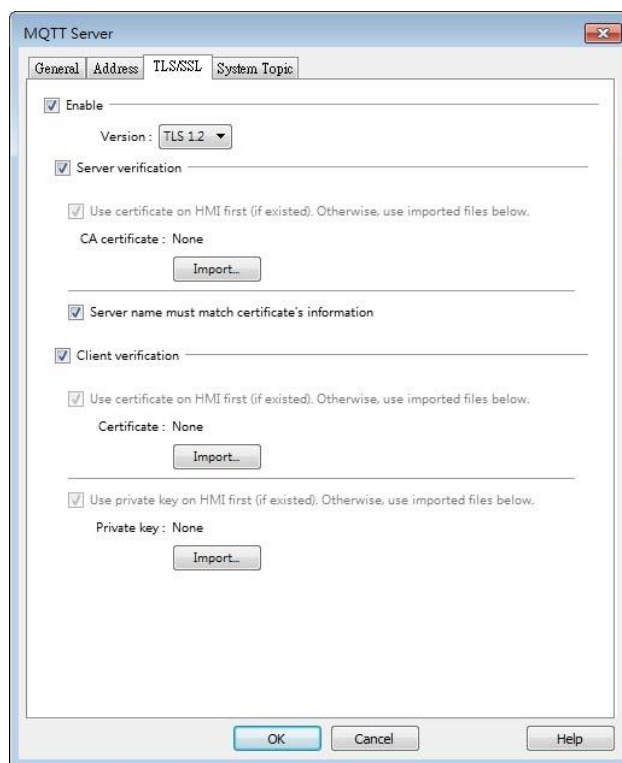 MQTT Server
General Address TLS/SSL System Topic
Enable
Version : TLS 1.2
Server verification
Use certificate on HMI first (if existed). Otherwise, use imported files below.
CA certificate : None
Import...
Server name must match certificate's information
Client verification
Use certificate on HMI first (if existed). Otherwise, use imported files below.
Certificate : None
Import...
Use private key on HMI first (if existed). Otherwise, use imported files below.
Private key : None
Import...
OK Cancel Help